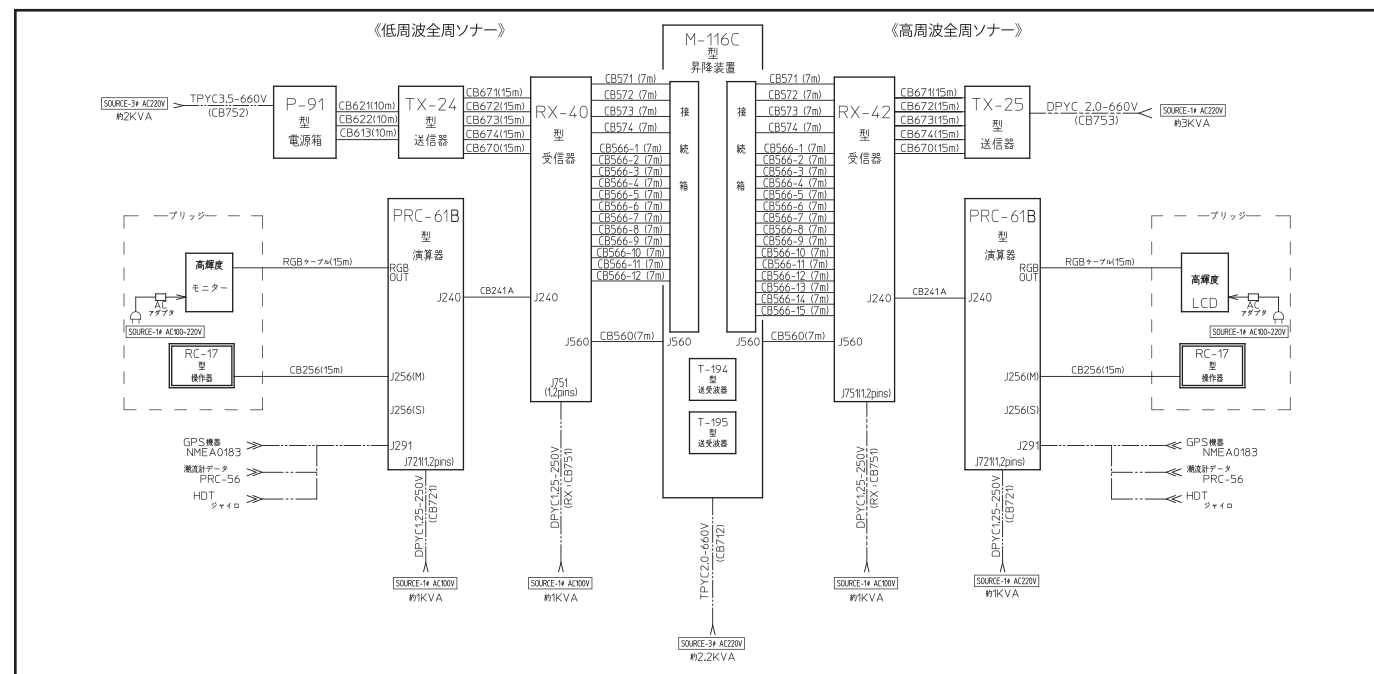 《低周波全周ソナー》
M-116C
型
昇降装置
《高周波全周ソナー》
SOURCE-3φ AC220V
約2KVA
TPYC3.5-660V
(CB752)
P-91
型
電源箱
CB621(10m)
CB622(10m)
CB613(10m)
TX-24
型
送信器
CB671(15m)
CB672(15m)
CB673(15m)
CB674(15m)
CB670(15m)
RX-40
型
受信器
CB571 (7m)
CB572 (7m)
CB573 (7m)
CB574 (7m)
CB566-1 (7m)
CB566-2 (7m)
CB566-3 (7m)
CB566-4 (7m)
CB566-5 (7m)
CB566-6 (7m)
CB566-7 (7m)
CB566-8 (7m)
CB566-9 (7m)
CB566-10 (7m)
CB566-11 (7m)
CB566-12 (7m)
接続箱
接続箱
CB571 (7m)
CB572 (7m)
CB573 (7m)
CB574 (7m)
CB566-1 (7m)
CB566-2 (7m)
CB566-3 (7m)
CB566-4 (7m)
CB566-5 (7m)
CB566-6 (7m)
CB566-7 (7m)
CB566-8 (7m)
CB566-9 (7m)
CB566-10 (7m)
CB566-11 (7m)
CB566-12 (7m)
CB566-13 (7m)
CB566-14 (7m)
CB566-15 (7m)
RX-42
型
受信器
CB671(15m)
CB672(15m)
CB673(15m)
CB674(15m)
CB670(15m)
TX-25
型
送信器
DPYC 2.0-660V
(CB753)
SOURCE-1φ AC220V
約3KVA
ブリッジ
高輝度
モニター
AC
アダプタ
SOURCE-1φ AC100~220V
RC-17
型
操作器
RGBケーブル(15m)
CB256(15m)
GPS機器
NMEA0183
潮流計データ
PRC-56
HDT
ジャイロ
PRC-61B
型
演算器
RGB
OUT
J240
J256(M)
J256(S)
J291
J721(1,2pins)
DPYC1.25-250V
(CB721)
SOURCE-1φ AC100V
約1KVA
CB241A
J240
J560
J751
(1,2pins)
DPYC1.25-250V
(RX:CB751)
SOURCE-1φ AC100V
約1KVA
CB560(7m)
J560
T-194
型
送受波器
T-195
型
送受波器
TPYC2.0-660V
(CB712)
SOURCE-3φ AC220V
約2.2KVA
J560
CB560(7m)
J240
J560
J751(1,2pins)
DPYC1.25-250V
(RX:CB751)
SOURCE-1φ AC100V
約1KVA
CB241A
PRC-61B
型
演算器
RGB
OUT
J240
J256(M)
J256(S)
J291
J721(1,2pins)
DPYC1.25-250V
(CB721)
SOURCE-1φ AC220V
約1KVA
RGBケーブル(15m)
CB256(15m)
ブリッジ
高輝度
LCD
AC
アダプタ
SOURCE-1φ AC100~220V
RC-17
型
操作器
GPS機器
NMEA0183
潮流計データ
PRC-56
HDT
ジャイロ